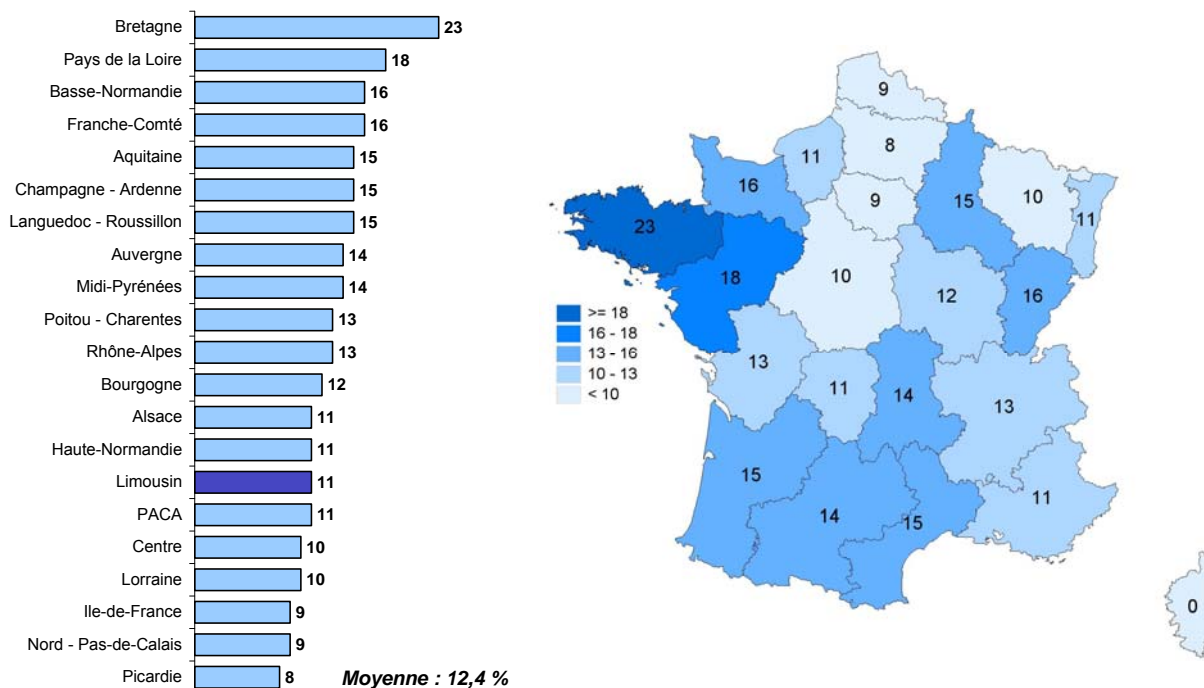 Bretagne 23
Pays de la Loire 18
Basse-Normandie 16
Franche-Comté 16
Aquitaine 15
Champagne - Ardenne 15
Languedoc - Roussillon 15
Auvergne 14
Midi-Pyrénées 14
Poitou - Charentes 13
Rhône-Alpes 13
Bourgogne 12
Alsace 11
Haute-Normandie 11
Limousin 11
PACA 11
Centre 10
Lorraine 10
Ile-de-France 9
Nord - Pas-de-Calais 9
Picardie 8
Moyenne : 12,4 %
9
8
11
16
9
15
10
11
23
18
10
12
16
>= 18
16 - 18
13 - 16
10 - 13
< 10
13
11
14
13
15
14
15
11
0